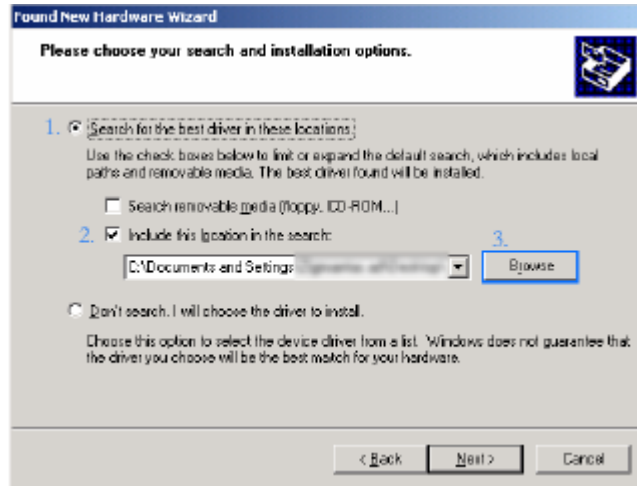 Found New Hardware Wizard
Please choose your search and installation options.
1. Search for the best driver in these locations.
Use the check boxes below to limit or expand the default search, which includes local
paths and removable media. The best driver found will be installed.
Search removable media (floppy, CD-ROM...)
2. Include this location in the search:
3.
C:\Documents and Settings
Browse
Don't search. I will choose the driver to install.
Choose this option to select the device driver from a list. Windows does not guarantee that
the driver you choose will be the best match for your hardware.
< Back Next > Cancel